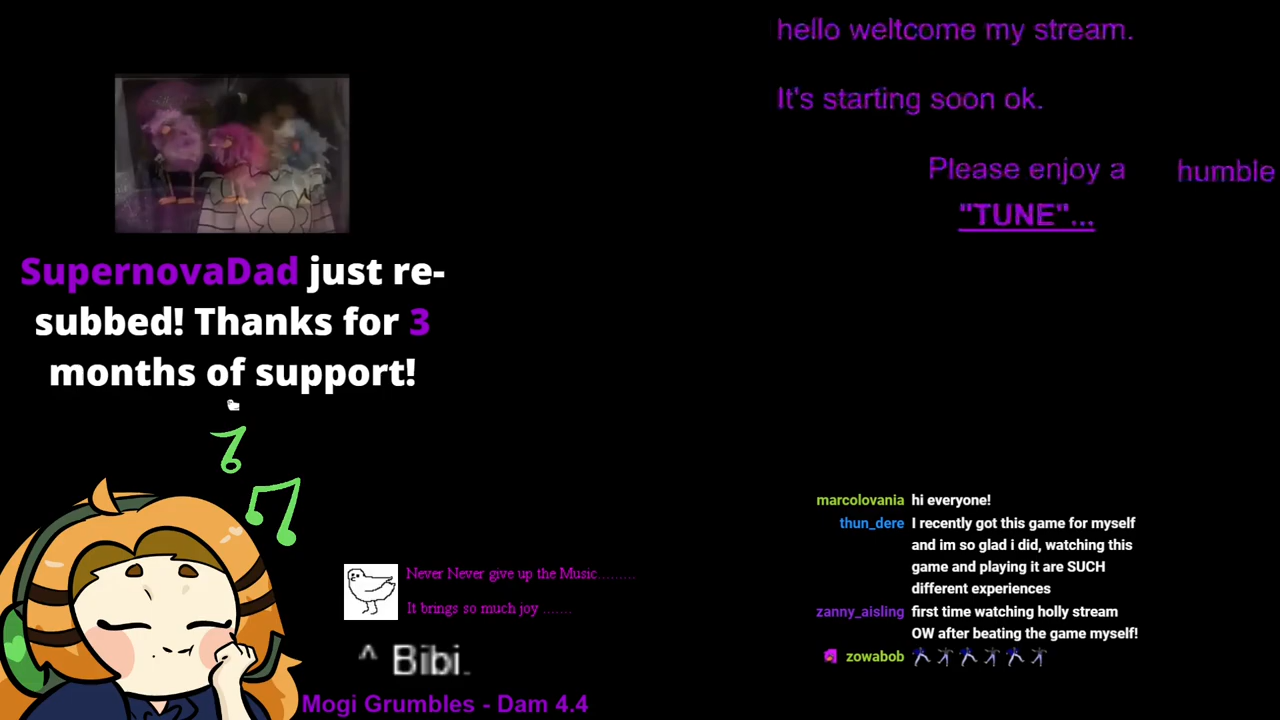 hello weltcome my stream.
It's starting soon ok.
Please enjoy a humble
"TUNE"...
SupernovaDad just re-
subbed! Thanks for 3
months of support!
marcolovania hi everyone!
thun_dere I recently got this game for myself
and im so glad i did, watching this
game and playing it are SUCH
different experiences
zanny_aisling first time watching holly stream
OW after beating the game myself!
zowabob
Never Never give up the Music.........
It brings so much joy .......
^ Bibi.
Mogi Grumbles - Dam 4.4